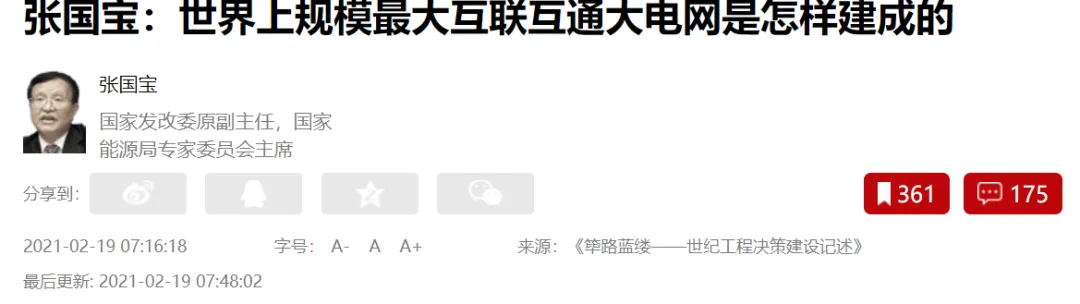 张国宝：世界上规模最大互联互通大电网是怎样建成的
张国宝
国家发改委原副主任，国家
能源局专家委员会主席
分享到： 361 175
2021-02-19 07:16:18 字号： A- A A+ 来源：《筚路蓝缕——世纪工程决策建设记述》
最后更新: 2021-02-19 07:48:02